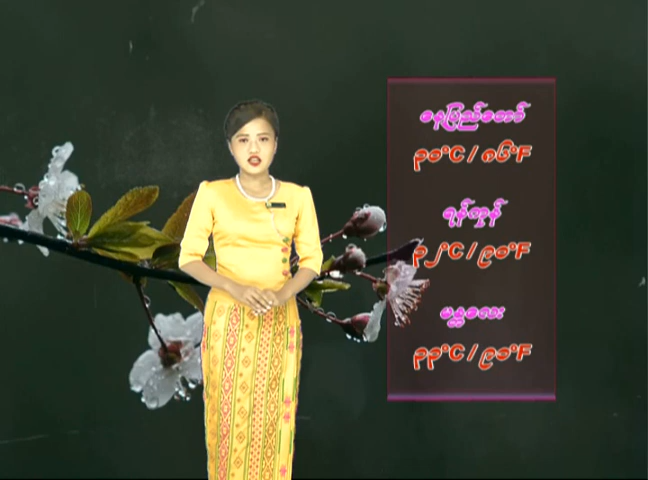 နေပြည်တော်
၃၀°C / ၈၆°F
ရန်ကုန်
၃၂°C / ၉၀°F
မန္တလေး
၃၃°C / ၉၁°F